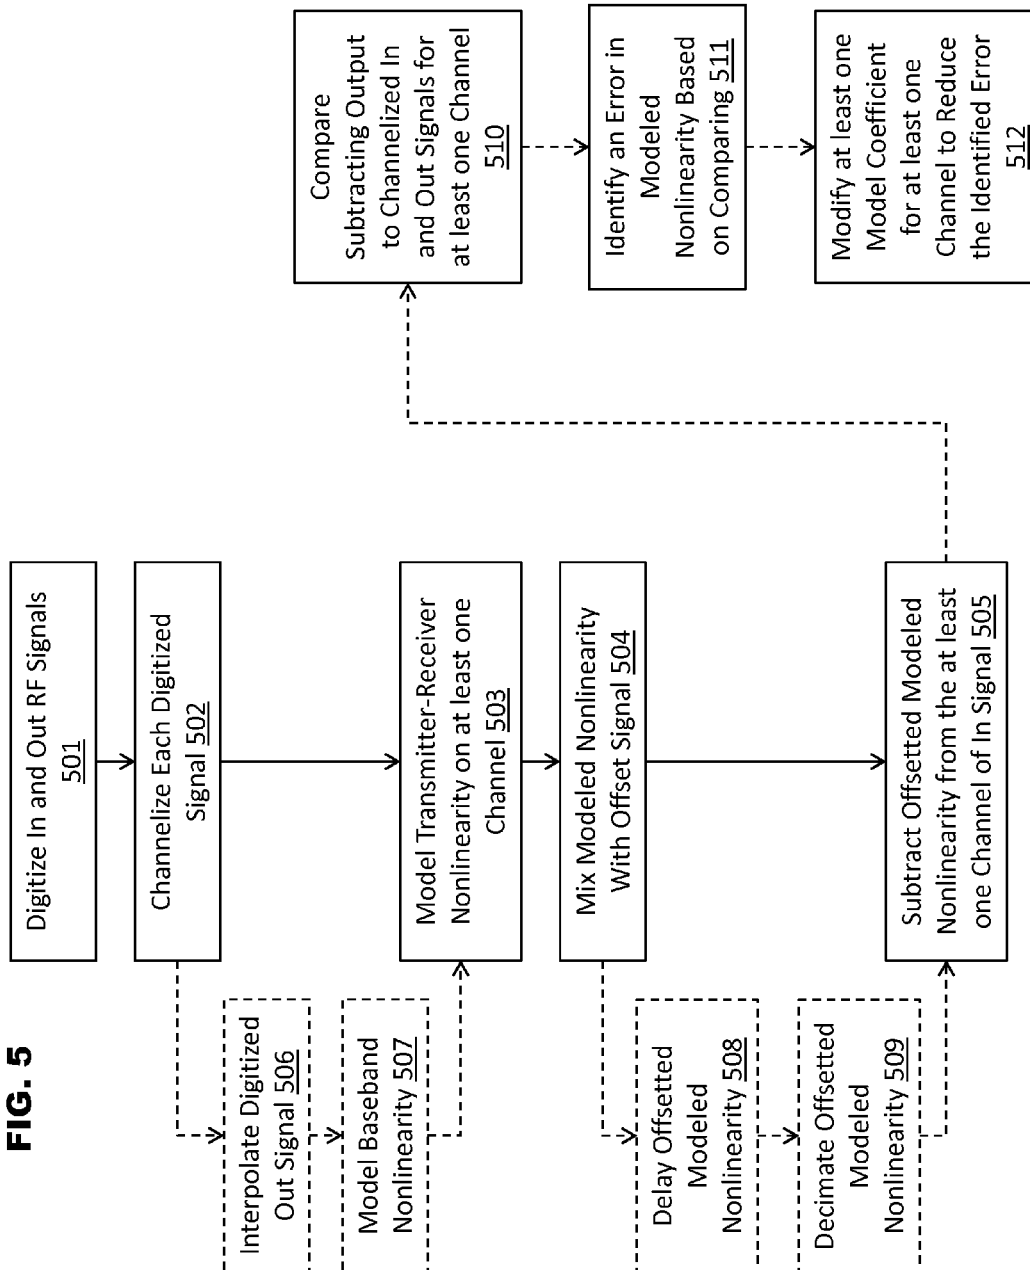 FIG. 5
Digitize In and Out RF Signals
501
Channelize Each Digitized
Signal 502
Interpolate Digitized
Out Signal 506
Model Baseband
Nonlinearity 507
Model Transmitter-Receiver
Nonlinearity on at least one
Channel 503
Mix Modeled Nonlinearity
With Offset Signal 504
Delay Offsetted
Modeled
Nonlinearity 508
Decimate Offsetted
Modeled
Nonlinearity 509
Subtract Offsetted Modeled
Nonlinearity from the at least
one Channel of In Signal 505
Compare
Subtracting Output
to Channelized In
and Out Signals for
at least one Channel
510
Identify an Error in
Modeled
Nonlinearity Based
on Comparing 511
Modify at least one
Model Coefficient
for at least one
Channel to Reduce
the Identified Error
512